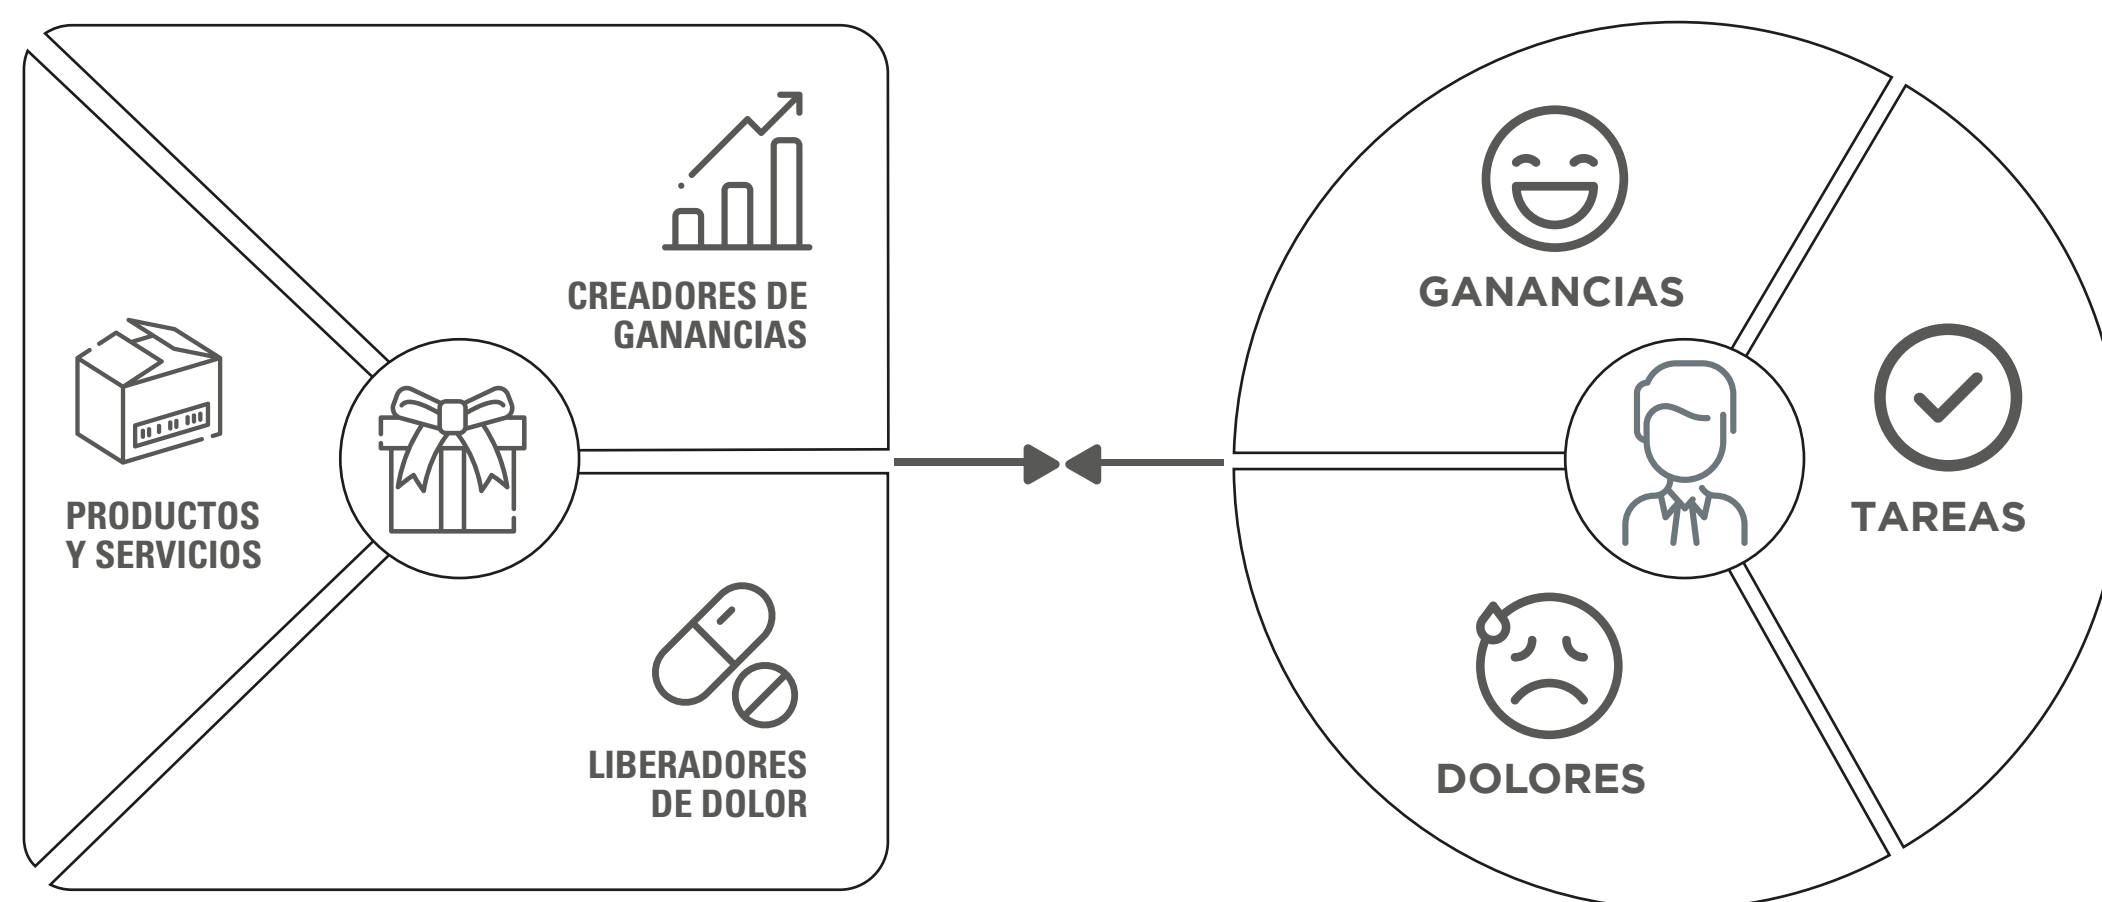 CREADORES DE
GANANCIAS
PRODUCTOS
Y SERVICIOS
LIBERADORES
DE DOLOR
GANANCIAS
TAREAS
DOLORES